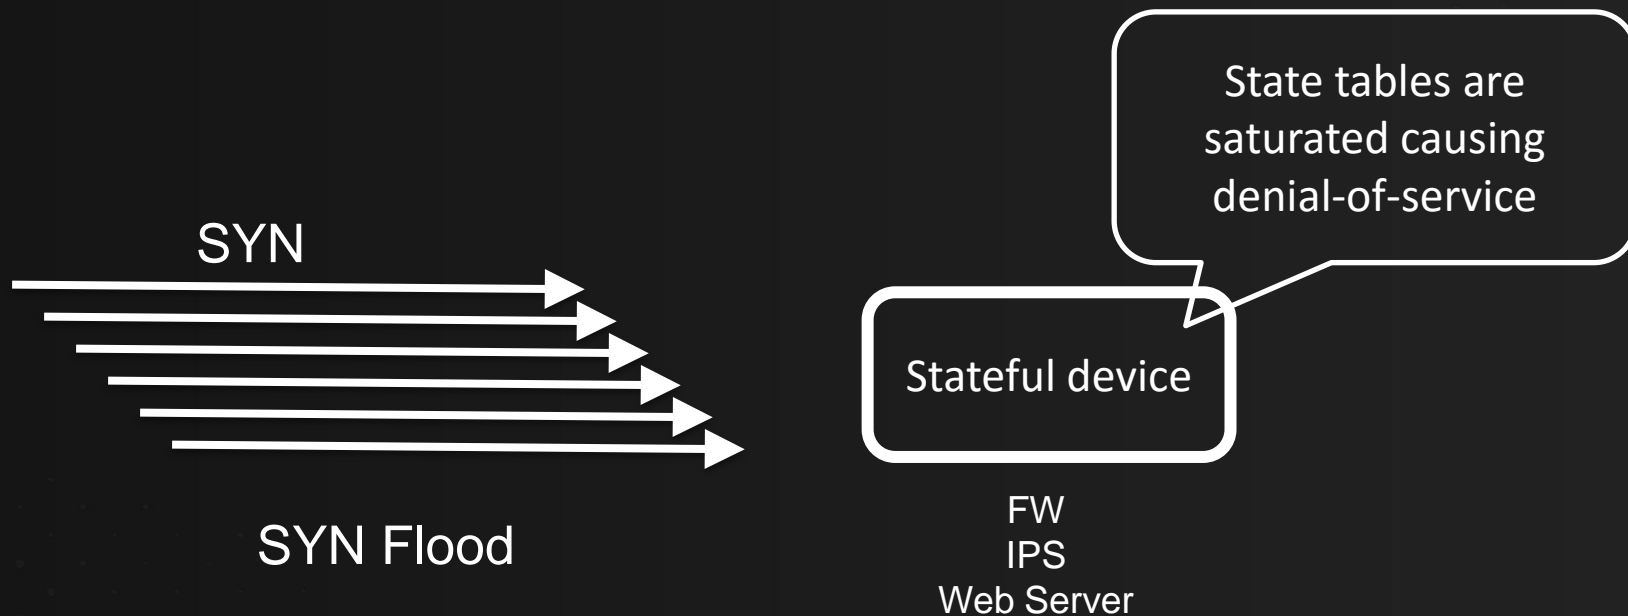 State tables are
saturated causing
denial-of-service
SYN
Stateful device
SYN Flood
FW
IPS
Web Server